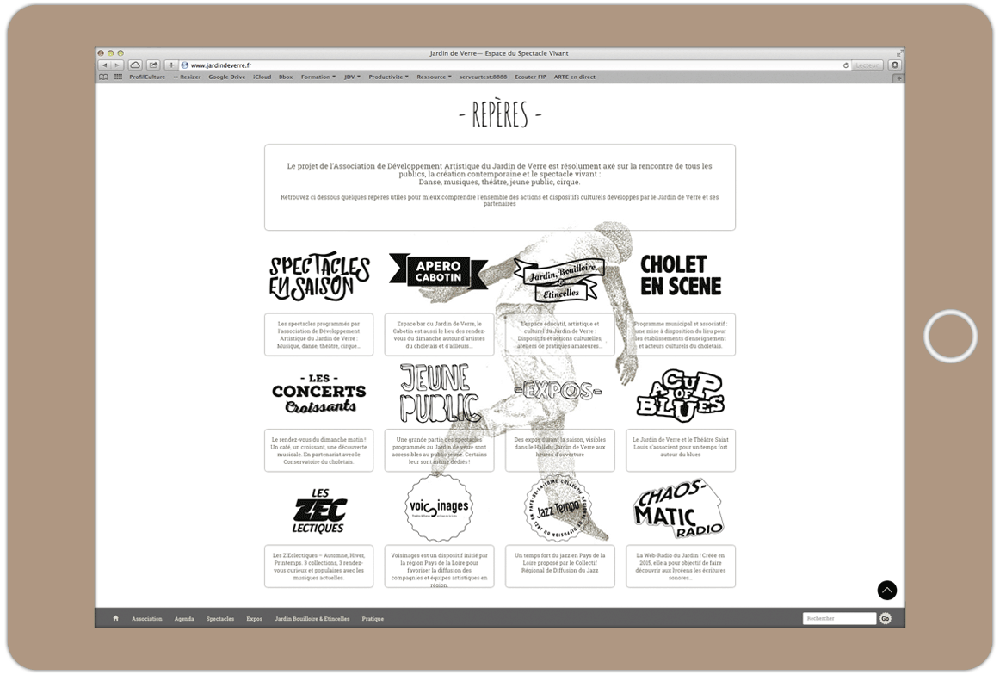 Jardin de Verre — Espace du Spectacle Vivant
www.jardindeverre.fr
ProfilCulture Resizer Google Drive iCloud Formation JDV Productivité Ressource Ecouter FIP ARTE en direct
- REPÈRES -
Le projet de l'Association de Développement Artistique du Jardin de Verre est résolument axé sur la rencontre de tous les
publics, la création contemporaine et le spectacle vivant :
Danse, musiques, théâtre, jeune public, cirque.
Retrouvez ci dessous quelques repères utiles pour mieux comprendre l'ensemble des actions et dispositifs culturels développés par le Jardin de Verre et ses
partenaires
SPECTACLES
EN SAISON
APERO
CABOTIN
Jardin, Bouilloire
&
Etincelles
CHOLET
EN SCENE
Les spectacles programmés par
l'Association de Développement
Artistique du Jardin de Verre :
Musique, danse, théâtre, cirque...
Espace bar du Jardin de Verre, le
Cabotin est aussi le lieu des rendez
vous du dimanche autour d'artistes
du choletais et d'ailleurs...
L'espace éducatif, artistique et
culturel du Jardin de Verre
Dispositifs et actions culturelles,
ateliers de pratiques amateures...
Programme municipal et associatif :
une mise à disposition du lieu pour
les établissements d'enseignement
et acteurs culturels du choletais.
- LES -
CONCERTS
Croissants
JEUNE
PUBLIC
-EXPOS-
A CUP
OF
BLUES
Le rendez vous du dimanche matin !
Un café, un croissant, une découverte
musicale. En partenariat avec le
Conservatoire du choletais.
Une grande partie des spectacles
programmés au Jardin de verre sont
accessibles au public jeune. Certains
leur sont même dédiés !
Des expos durant la saison, visibles
dans le Hall du Jardin de Verre aux
heures d'ouverture
Le Jardin de Verre et le Théâtre Saint
Louis s'associent pour un temps fort
autour du blues
LES
ZEC
LECTIQUES
voisinages
Jazz Tempo
CHAOS-
MATIC
RADIO
Les Z'Eclectiques — Automne, Hiver,
Printemps. 3 collections, 3 rendez-
vous curieux et populaires avec les
musiques actuelles.
Voisinages est un dispositif initié par
la région Pays de la Loire pour
favoriser la diffusion des
compagnies et équipes artistiques en
région.
Un temps fort du jazz en Pays de la
Loire proposé par le Collectif
Régional de Diffusion du Jazz
La Web Radio du Jardin ! Créée en
2015, elle a pour objectif de faire
découvrir aux lycéens les écritures
sonores...
Association Agenda Spectacles Expos Jardin Bouilloire & Etincelles Pratique Rechercher Go